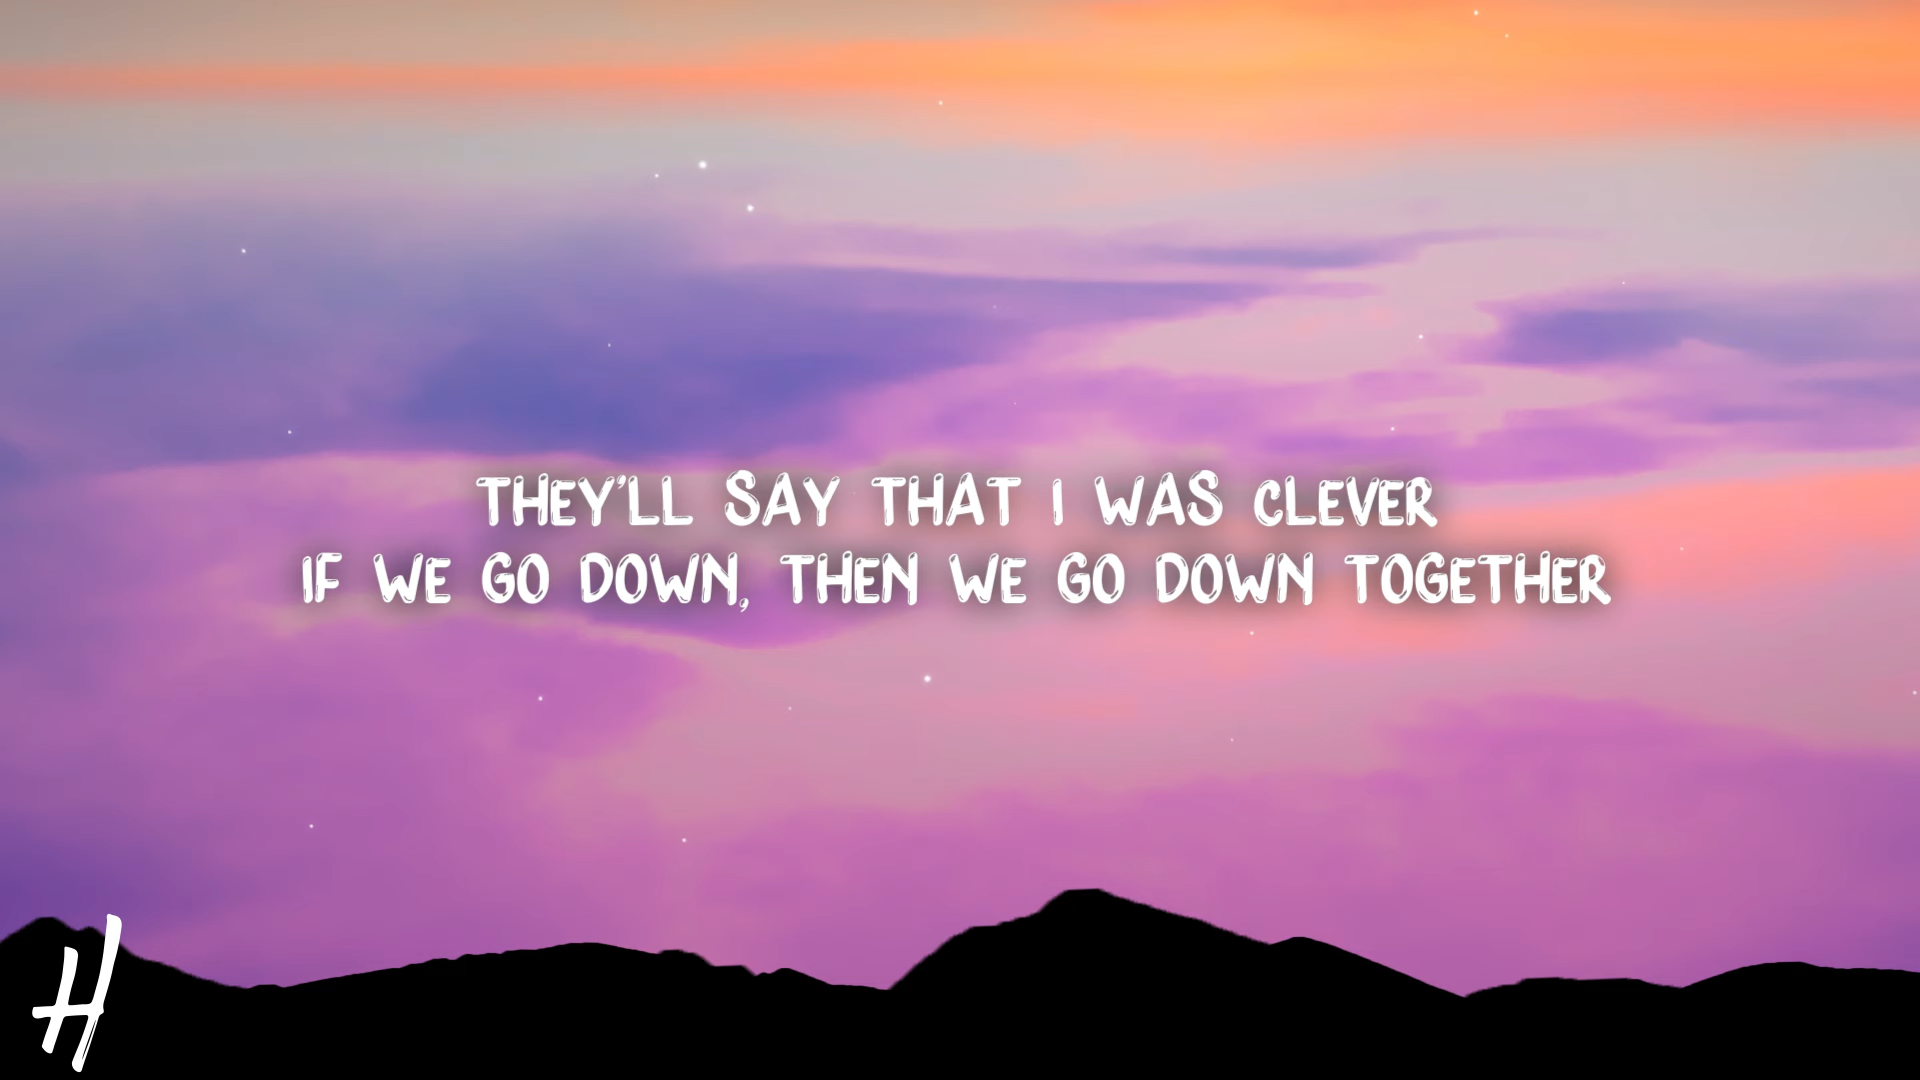 THEY'LL SAY THAT I WAS CLEVER
IF WE GO DOWN, THEN WE GO DOWN TOGETHER
H